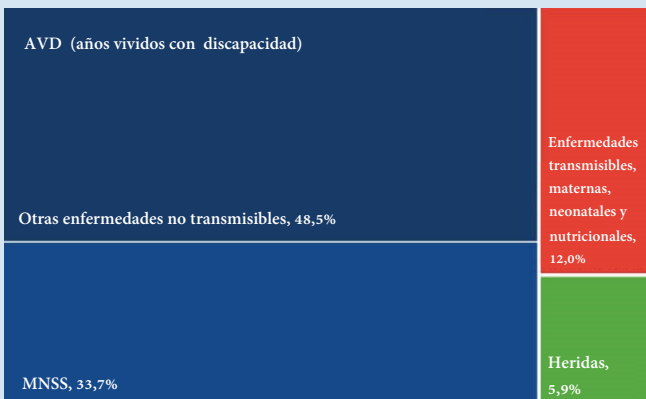 AVD (años vividos con discapacidad)
Otras enfermedades no transmisibles, 48,5%
MNSS, 33,7%
Enfermedades
transmisibles,
maternas,
neonatales y
nutricionales,
12,0%
Heridas,
5,9%